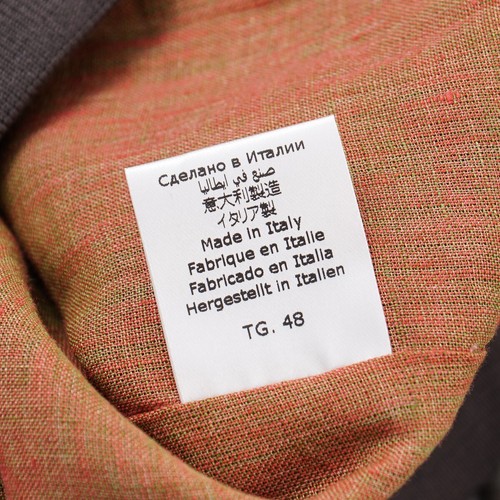 Сделано в Италии
صنع في ايطاليا
意大利製造
イタリア製
Made in Italy
Fabrique en Italie
Fabricado en Italia
Hergestellt in Italien
TG. 48